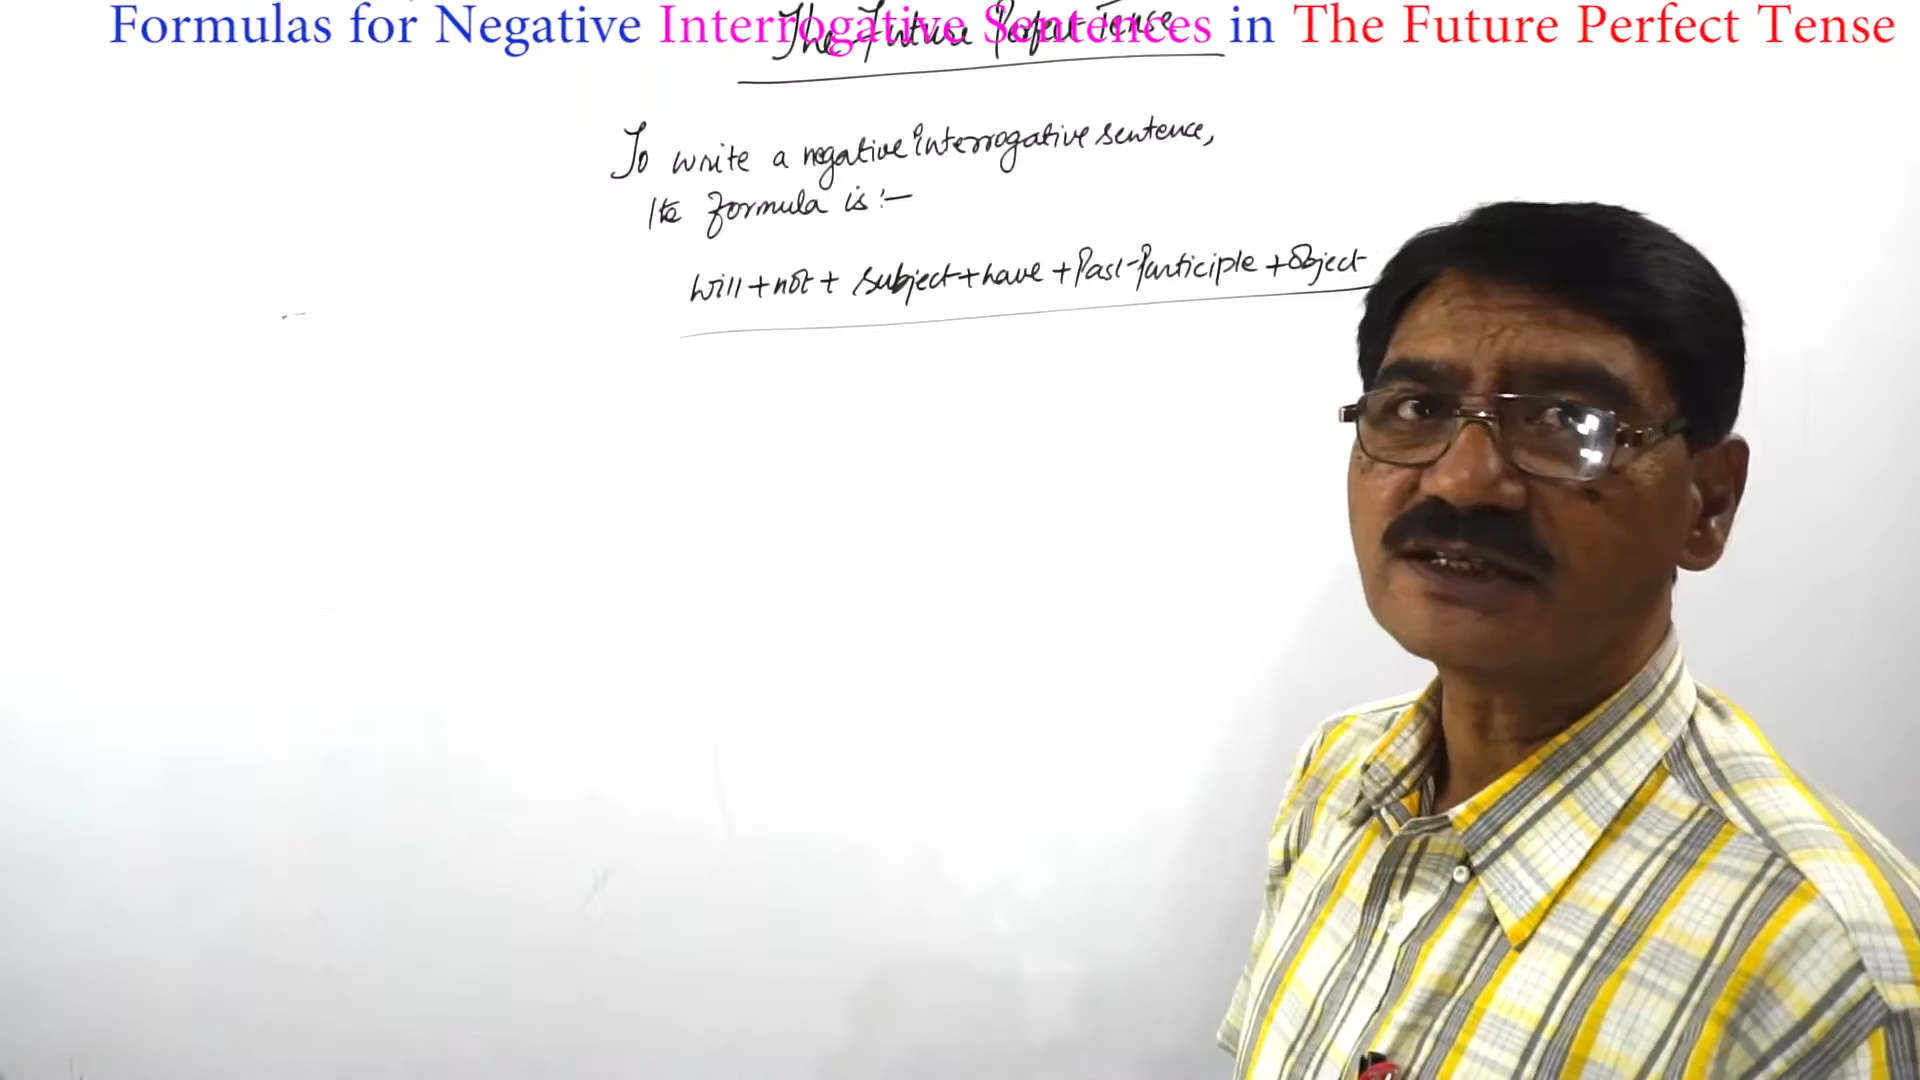 Formulas for Negative Interrogative Sentences in The Future Perfect Tense
The Future Perfect Tense
To write a negative interrogative sentence,
the formula is :-
Will + not + Subject + have + Past-Participle + Object